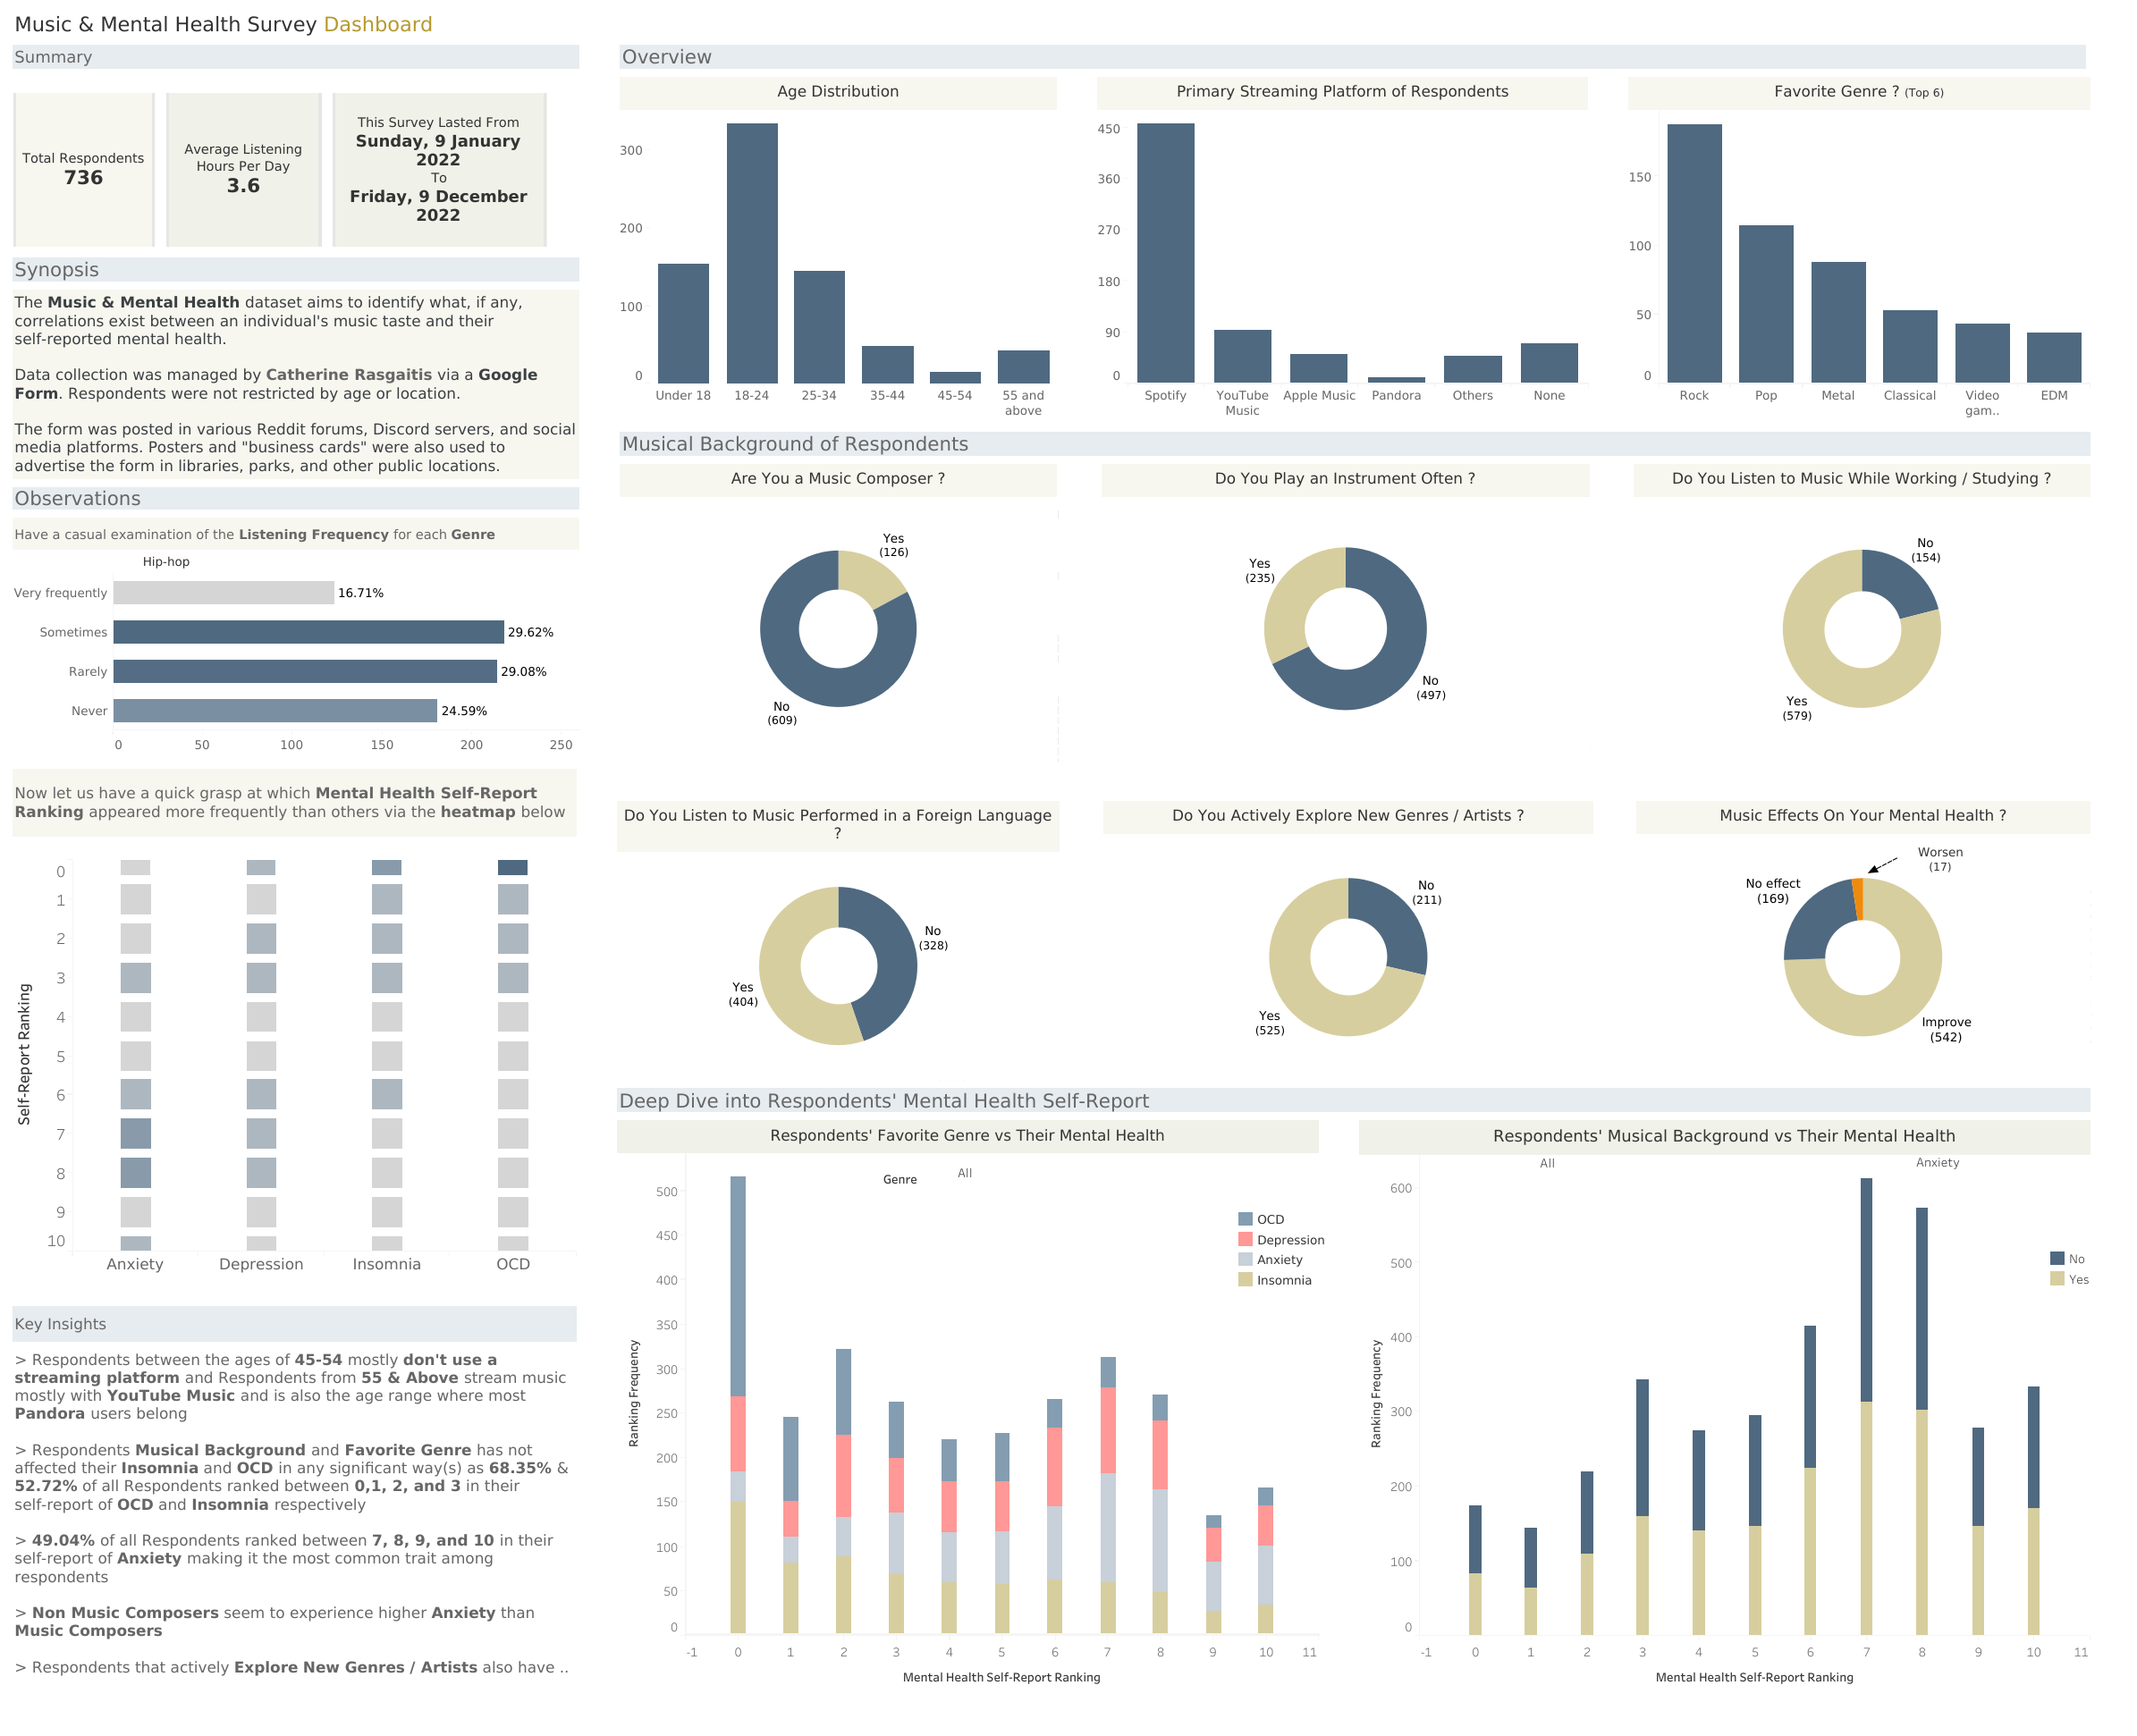 Music & Mental Health Survey Dashboard
Summary
Total Respondents
736
Average Listening
Hours Per Day
3.6
This Survey Lasted From
Sunday, 9 January
2022
To
Friday, 9 December
2022
Synopsis
The Music & Mental Health dataset aims to identify what, if any,
correlations exist between an individual's music taste and their
self-reported mental health.
Data collection was managed by Catherine Rasgaitis via a Google
Form. Respondents were not restricted by age or location.
The form was posted in various Reddit forums, Discord servers, and social
media platforms. Posters and "business cards" were also used to
advertise the form in libraries, parks, and other public locations.
Observations
Have a casual examination of the Listening Frequency for each Genre
Hip-hop
Very frequently 16.71%
Sometimes 29.62%
Rarely 29.08%
Never 24.59%
0 50 100 150 200 250
Now let us have a quick grasp at which Mental Health Self-Report
Ranking appeared more frequently than others via the heatmap below
Self-Report Ranking
0
1
2
3
4
5
6
7
8
9
10
Anxiety Depression Insomnia OCD
Key Insights
> Respondents between the ages of 45-54 mostly don't use a
streaming platform and Respondents from 55 & Above stream music
mostly with YouTube Music and is also the age range where most
Pandora users belong
> Respondents Musical Background and Favorite Genre has not
affected their Insomnia and OCD in any significant way(s) as 68.35% &
52.72% of all Respondents ranked between 0,1, 2, and 3 in their
self-report of OCD and Insomnia respectively
> 49.04% of all Respondents ranked between 7, 8, 9, and 10 in their
self-report of Anxiety making it the most common trait among
respondents
> Non Music Composers seem to experience higher Anxiety than
Music Composers
> Respondents that actively Explore New Genres / Artists also have ..
Overview
Age Distribution
300
200
100
0
Under 18 18-24 25-34 35-44 45-54 55 and
above
Primary Streaming Platform of Respondents
450
360
270
180
90
0
Spotify YouTube Apple Music Pandora Others None
Music
Favorite Genre ? (Top 6)
150
100
50
0
Rock Pop Metal Classical Video EDM
gam..
Musical Background of Respondents
Are You a Music Composer ?
Yes
(126)
No
(609)
Do You Play an Instrument Often ?
Yes
(235)
No
(497)
Do You Listen to Music While Working / Studying ?
No
(154)
Yes
(579)
Do You Listen to Music Performed in a Foreign Language
?
No
(328)
Yes
(404)
Do You Actively Explore New Genres / Artists ?
No
(211)
Yes
(525)
Music Effects On Your Mental Health ?
Worsen
(17)
No effect
(169)
Improve
(542)
Deep Dive into Respondents' Mental Health Self-Report
Respondents' Favorite Genre vs Their Mental Health
Genre All
OCD
Depression
Anxiety
Insomnia
Ranking Frequency
500
450
400
350
300
250
200
150
100
50
0
-1 0 1 2 3 4 5 6 7 8 9 10 11
Mental Health Self-Report Ranking
Respondents' Musical Background vs Their Mental Health
All Anxiety
No
Yes
Ranking Frequency
600
500
400
300
200
100
0
-1 0 1 2 3 4 5 6 7 8 9 10 11
Mental Health Self-Report Ranking